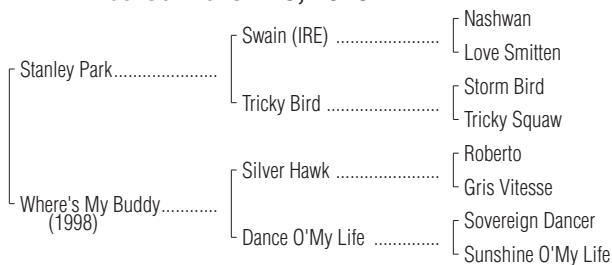 Nashwan
Swain (IRE) ........................
Love Smitten
Stanley Park........................
Storm Bird
Tricky Bird ..........................
Tricky Squaw
Roberto
Silver Hawk ........................
Gris Vitesse
Where's My Buddy.............
(1998)
Sovereign Dancer
Dance O'My Life ...............
Sunshine O'My Life